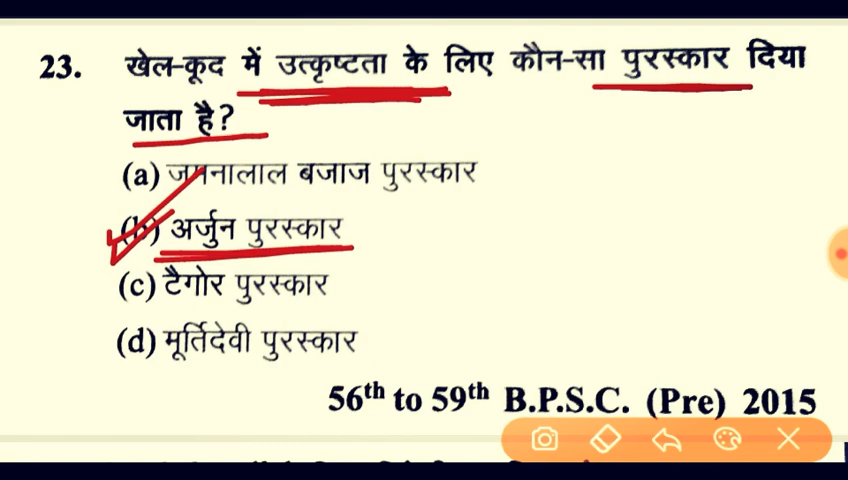 23. खेल-कूद में उत्कृष्टता के लिए कौन-सा पुरस्कार दिया
जाता है?
(a) जमनालाल बजाज पुरस्कार
(b) अर्जुन पुरस्कार
(c) टैगोर पुरस्कार
(d) मूर्तिदेवी पुरस्कार
56th to 59th B.P.S.C. (Pre) 2015